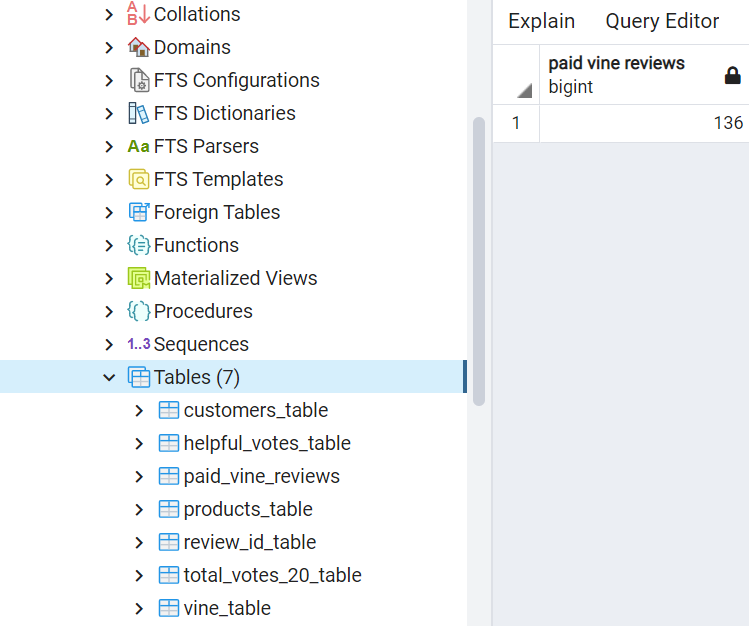 Collations
Domains
FTS Configurations
FTS Dictionaries
Aa FTS Parsers
FTS Templates
Foreign Tables
Functions
Materialized Views
Procedures
1..3 Sequences
Tables (7)
customers_table
helpful_votes_table
paid_vine_reviews
products_table
review_id_table
total_votes_20_table
vine_table
Explain Query Editor
paid vine reviews
bigint
1 136